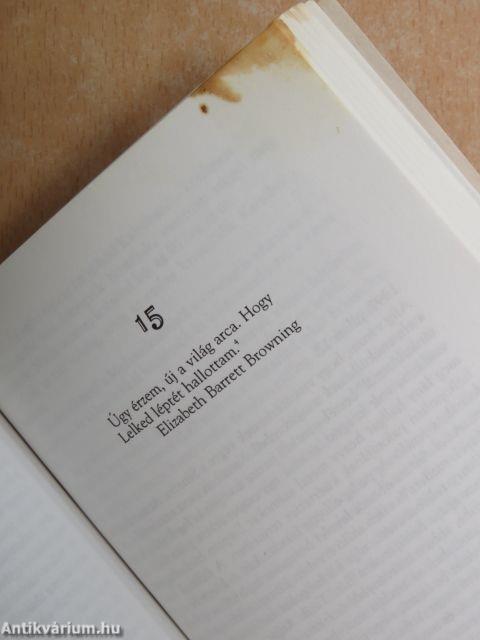 15
Úgy érzem, új a világ arca. Hogy
Lelked léptét hallottam.⁴
Elizabeth Barrett Browning
Antikvárium.hu